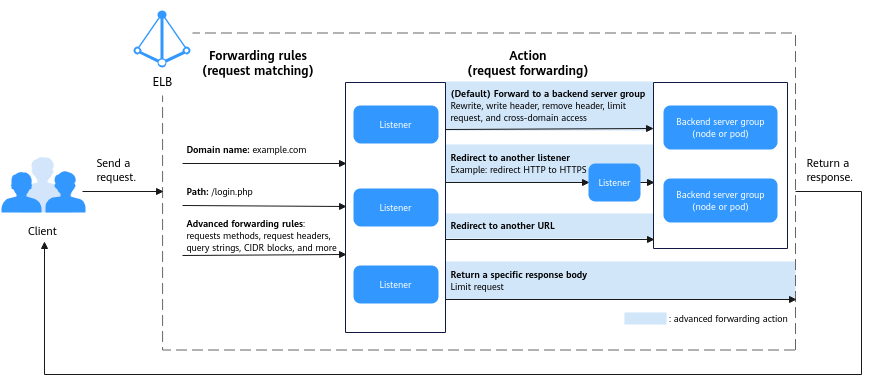 ELB
Forwarding rules
(request matching)
Action
(request forwarding)
Send a
request.
Client
Domain name: example.com
Path: /login.php
Advanced forwarding rules:
requests methods, request headers,
query strings, CIDR blocks, and more
Listener
Listener
Listener
(Default) Forward to a backend server group
Rewrite, write header, remove header, limit
request, and cross-domain access
Redirect to another listener
Example: redirect HTTP to HTTPS
Listener
Redirect to another URL
Return a specific response body
Limit request
Backend server group
(node or pod)
Backend server group
(node or pod)
Return a
response.
: advanced forwarding action